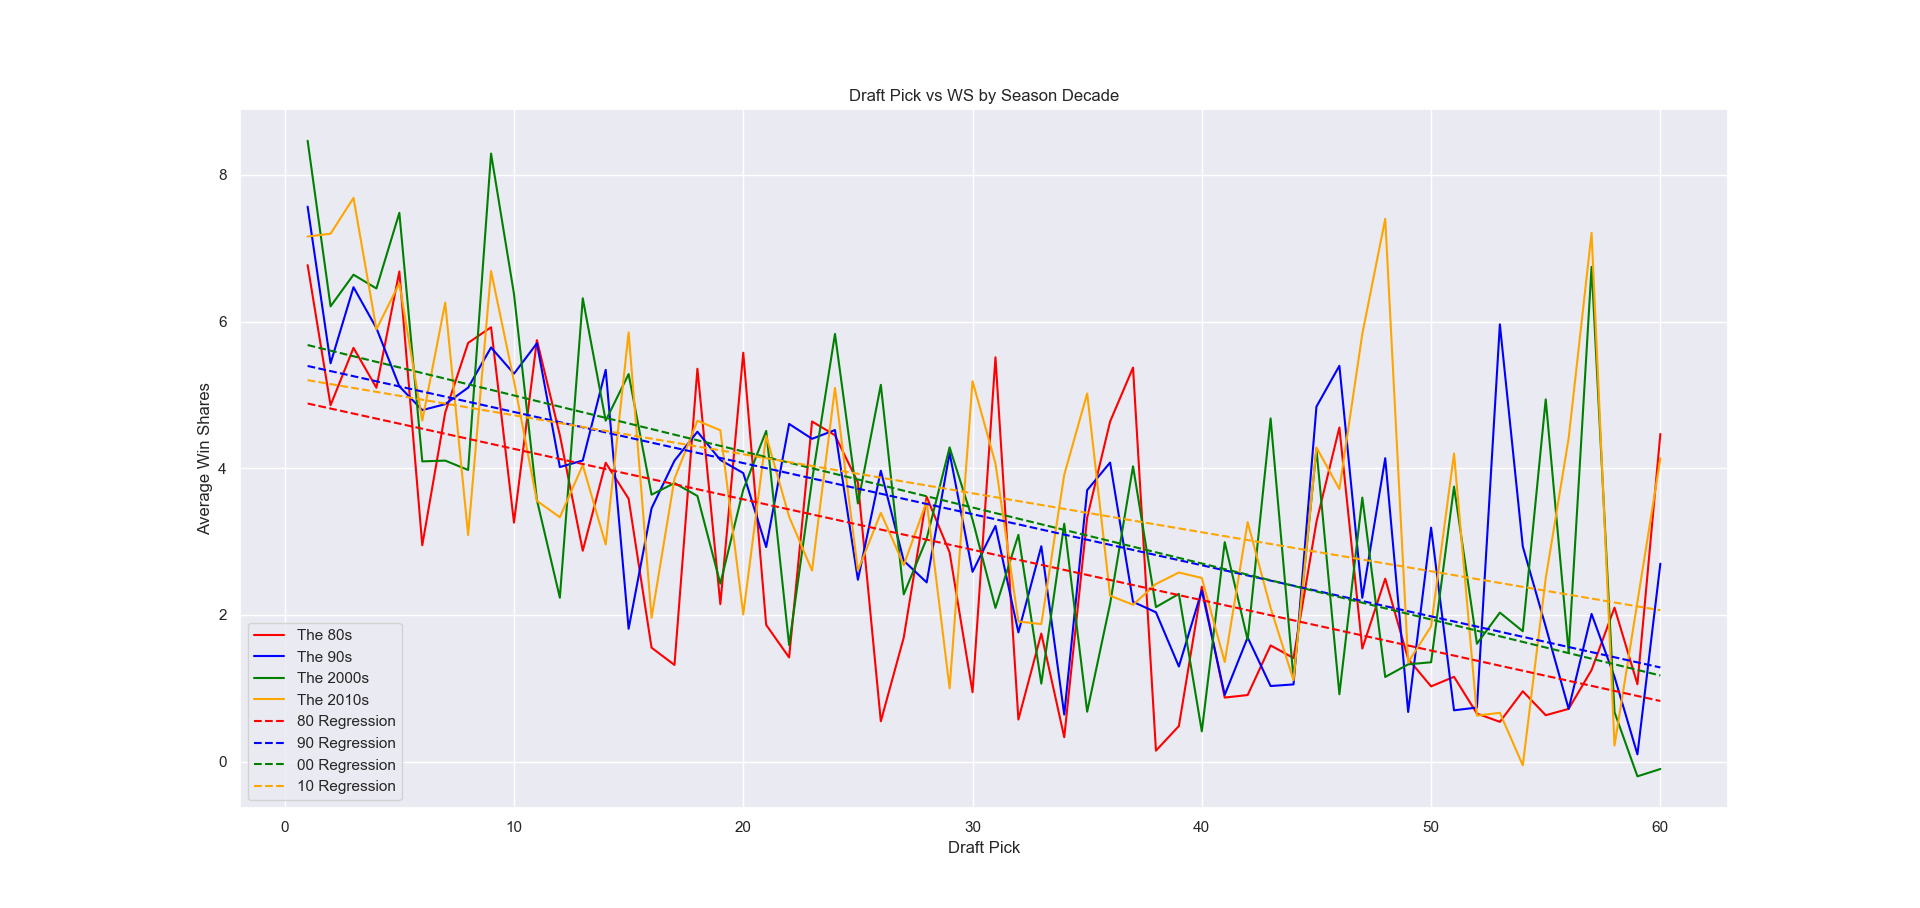 Draft Pick vs WS by Season Decade
Average Win Shares
8
6
4
2
0
The 80s
The 90s
The 2000s
The 2010s
80 Regression
90 Regression
00 Regression
10 Regression
0 10 20 30 40 50 60
Draft Pick